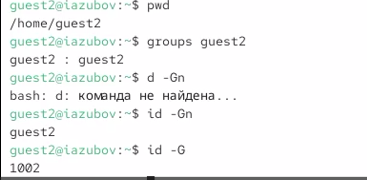 guest2@iazubov:~$ pwd
/home/guest2
guest2@iazubov:~$ groups guest2
guest2 : guest2
guest2@iazubov:~$ d -Gn
bash: d: команда не найдена...
guest2@iazubov:~$ id -Gn
guest2
guest2@iazubov:~$ id -G
1002